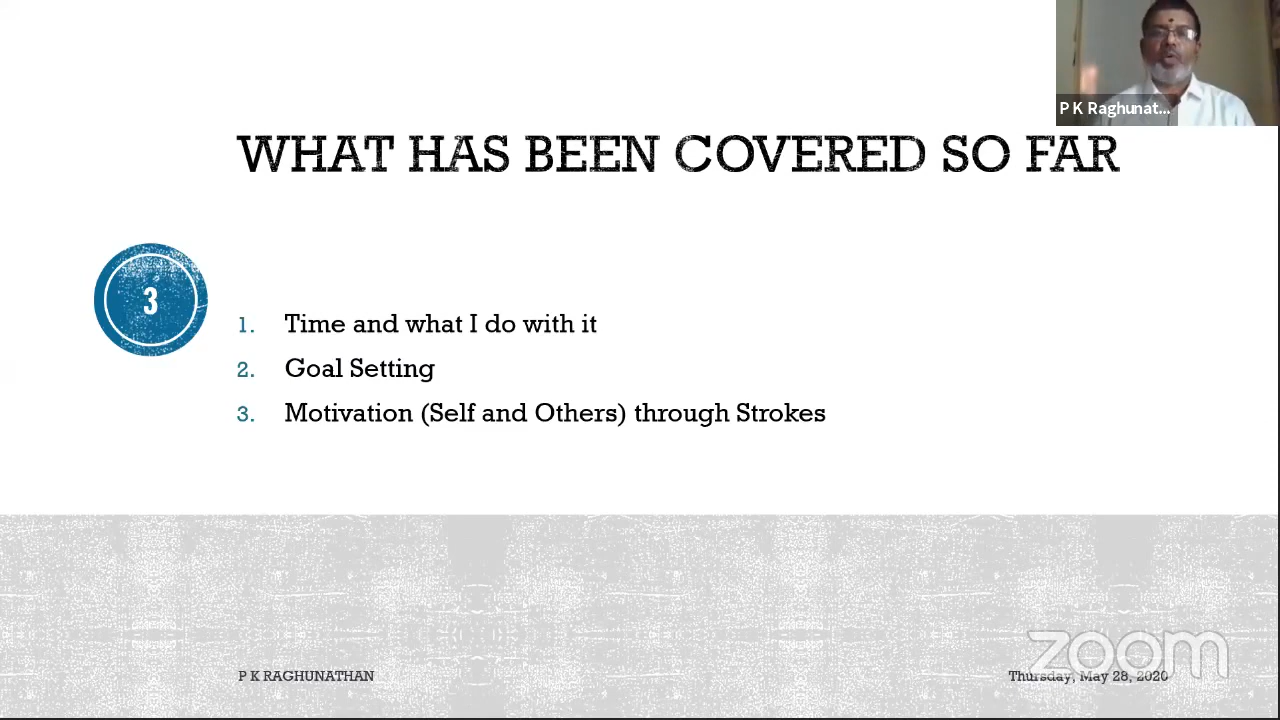 P K Raghunat...
WHAT HAS BEEN COVERED SO FAR
3
1. Time and what I do with it
2. Goal Setting
3. Motivation (Self and Others) through Strokes
P K RAGHUNATHAN
Thursday, May 28, 2020
zoom